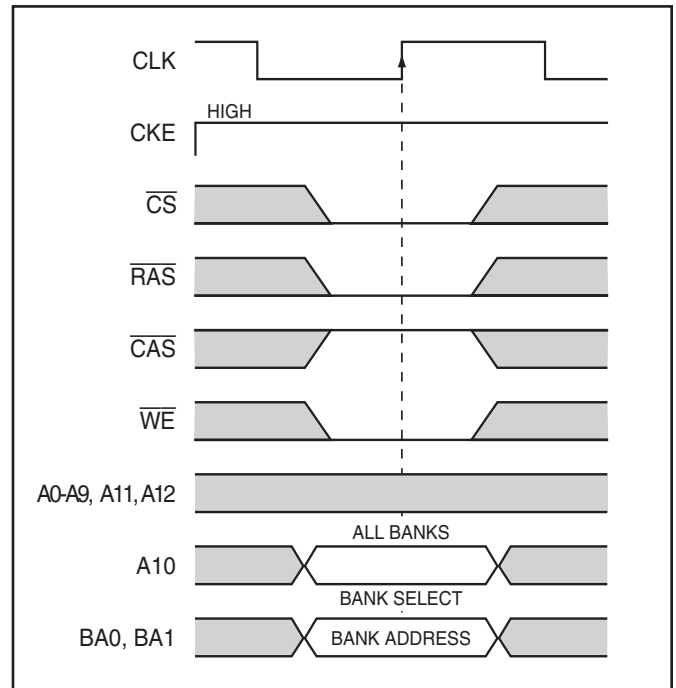 CLK
HIGH
CKE
CS
RAS
CAS
WE
A0-A9, A11, A12
ALL BANKS
A10
BANK SELECT
BA0, BA1
BANK ADDRESS